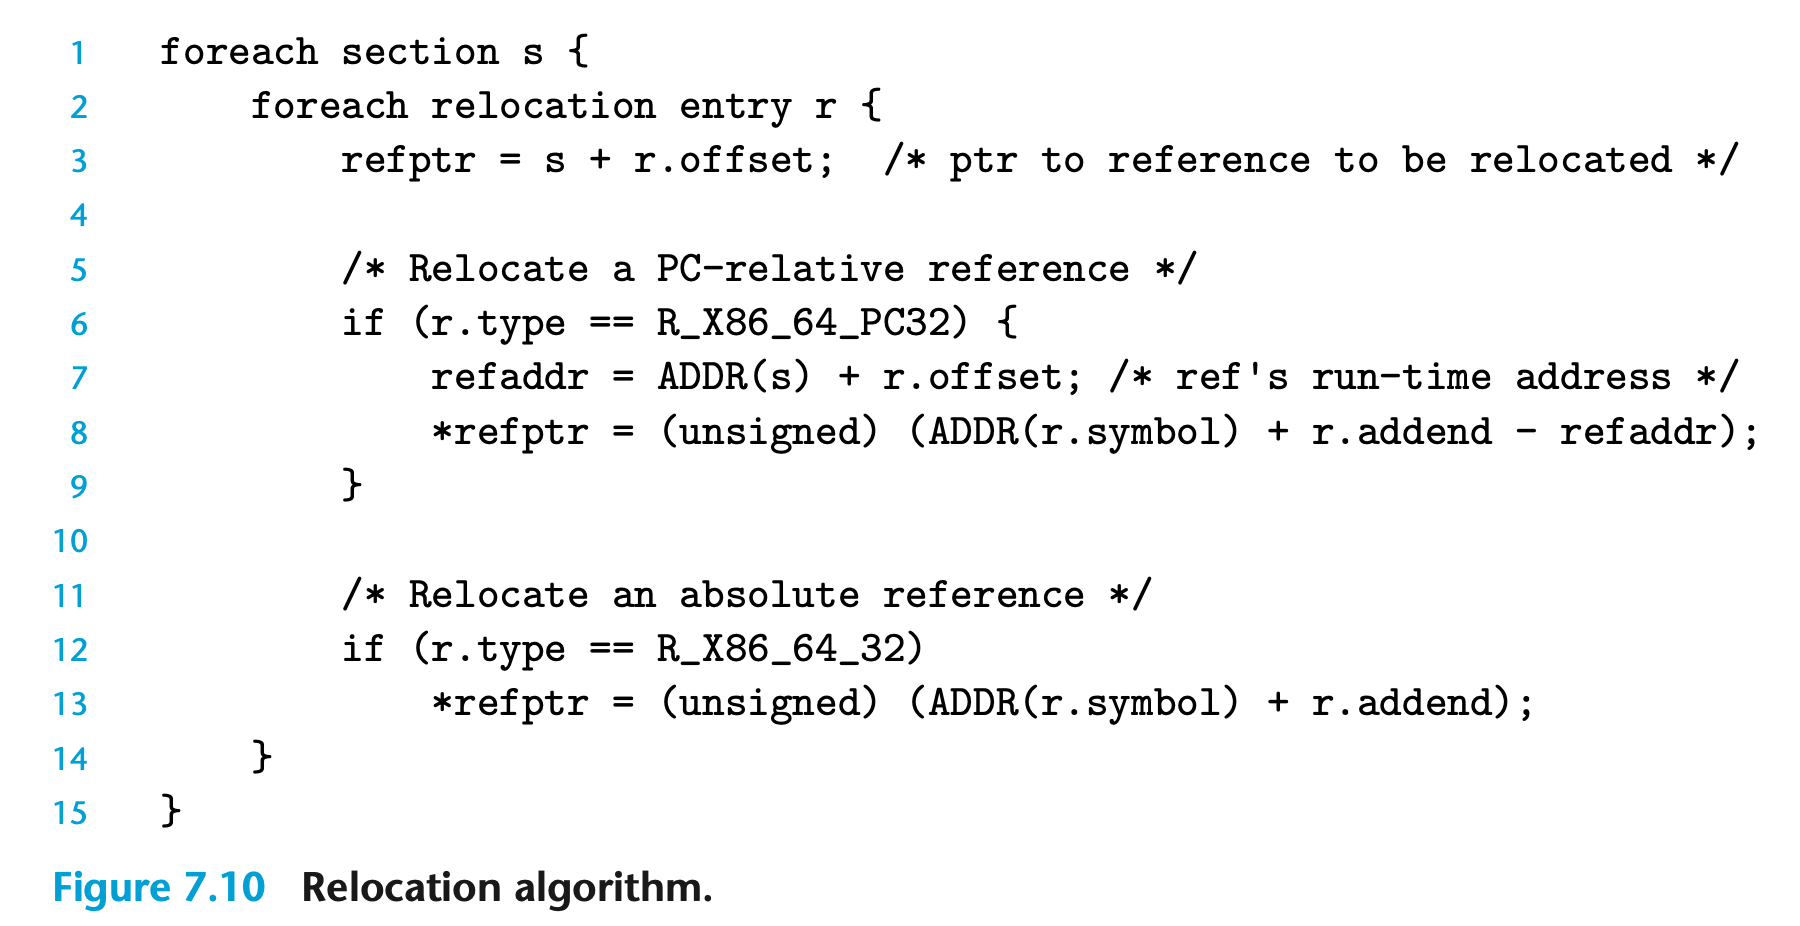 1 foreach section s {
2 foreach relocation entry r {
3 refptr = s + r.offset; /* ptr to reference to be relocated */
4
5 /* Relocate a PC-relative reference */
6 if (r.type == R_X86_64_PC32) {
7 refaddr = ADDR(s) + r.offset; /* ref's run-time address */
8 *refptr = (unsigned) (ADDR(r.symbol) + r.addend - refaddr);
9 }
10
11 /* Relocate an absolute reference */
12 if (r.type == R_X86_64_32)
13 *refptr = (unsigned) (ADDR(r.symbol) + r.addend);
14 }
15 }
Figure 7.10 Relocation algorithm.